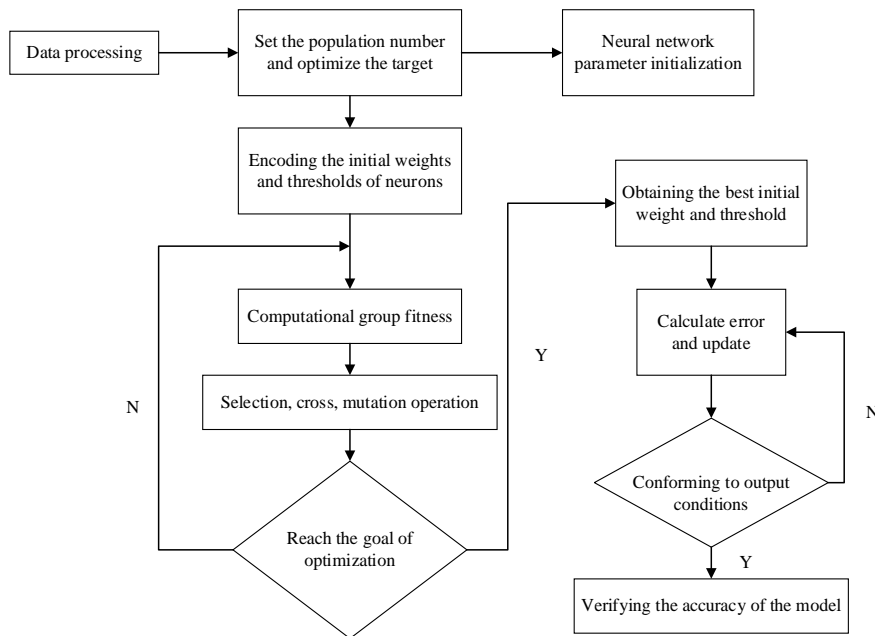 Data processing
Set the population number
and optimize the target
Neural network
parameter initialization
Encoding the initial weights
and thresholds of neurons
Obtaining the best initial
weight and threshold
Computational group fitness
Calculate error
and update
Y
N
Selection, cross, mutation operation
N
Conforming to output
conditions
Reach the goal of
optimization
Y
Verifying the accuracy of the model